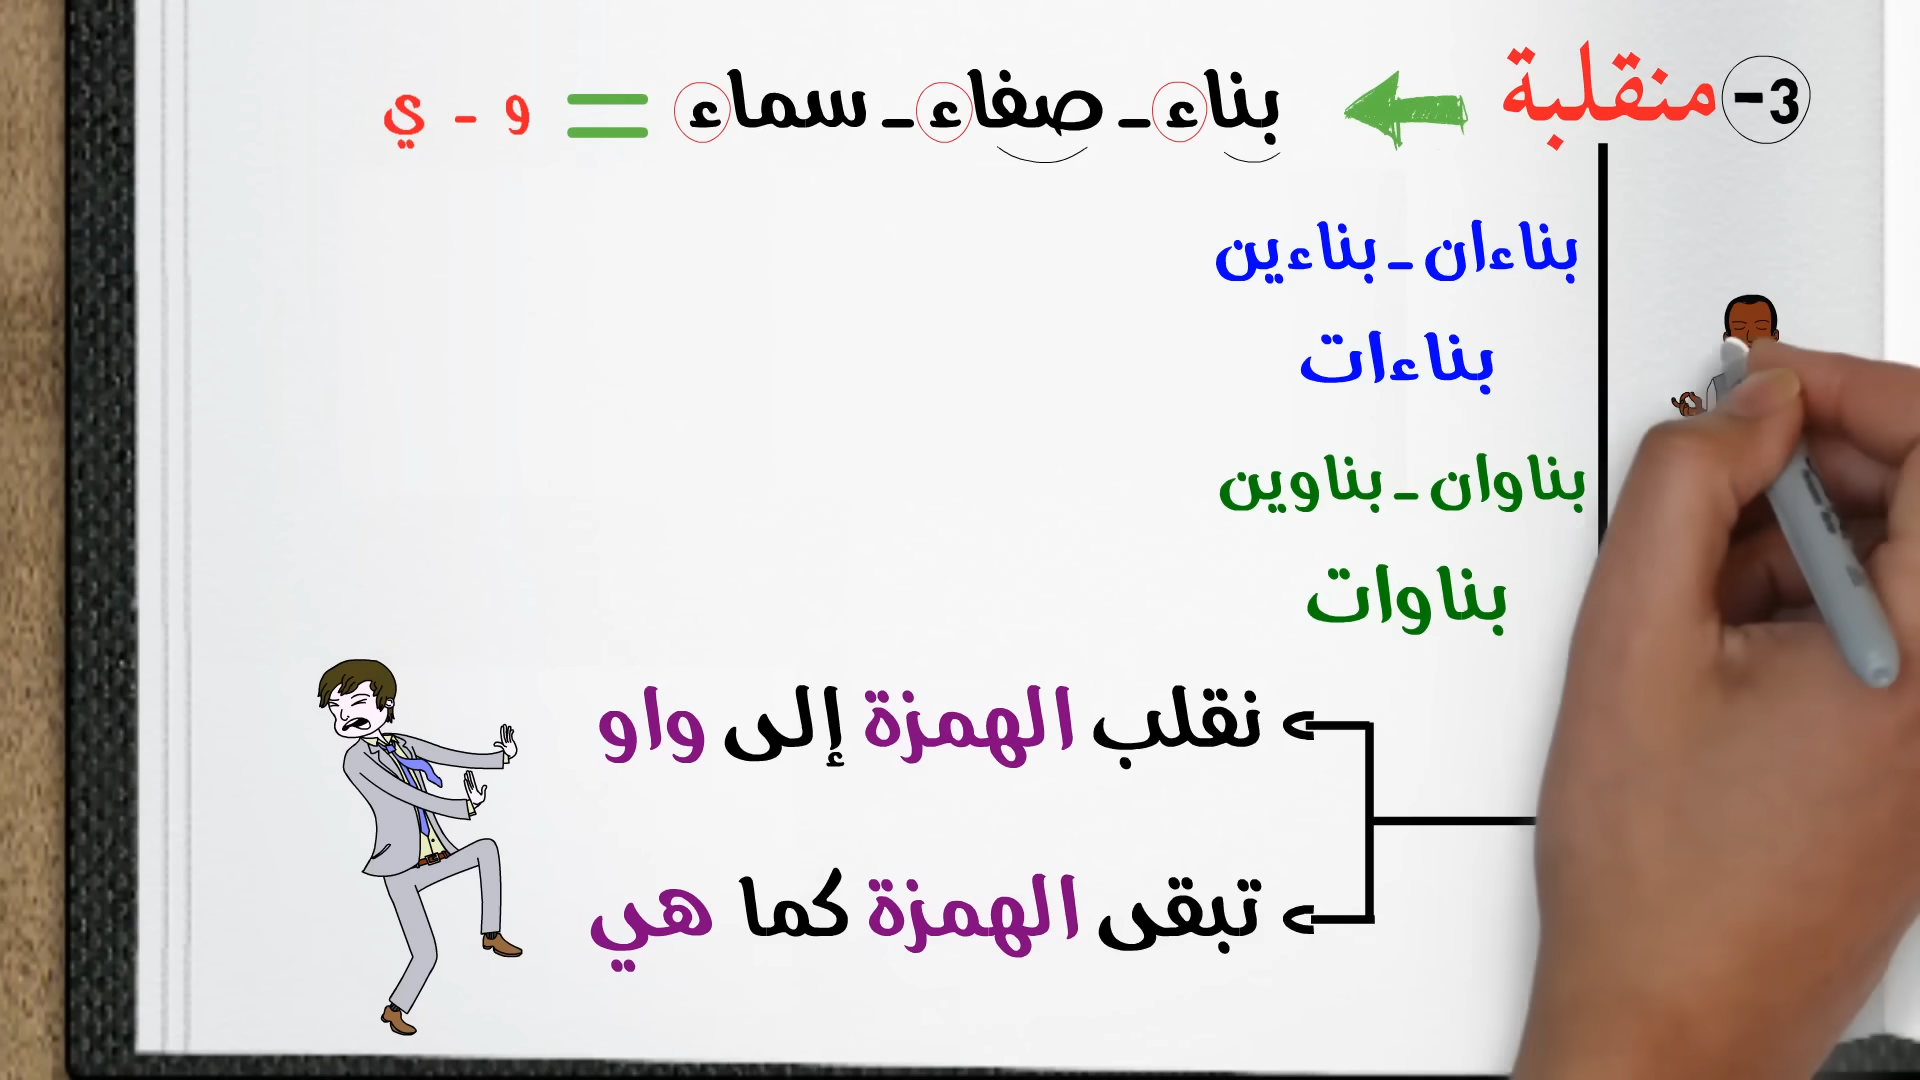 3- منقلبة بناء - صفاء - سماء = و - ي
بناءان - بناءين
بناءات
بناوان - بناوين
بناوات
نقلب الهمزة إلى واو
تبقى الهمزة كما هي